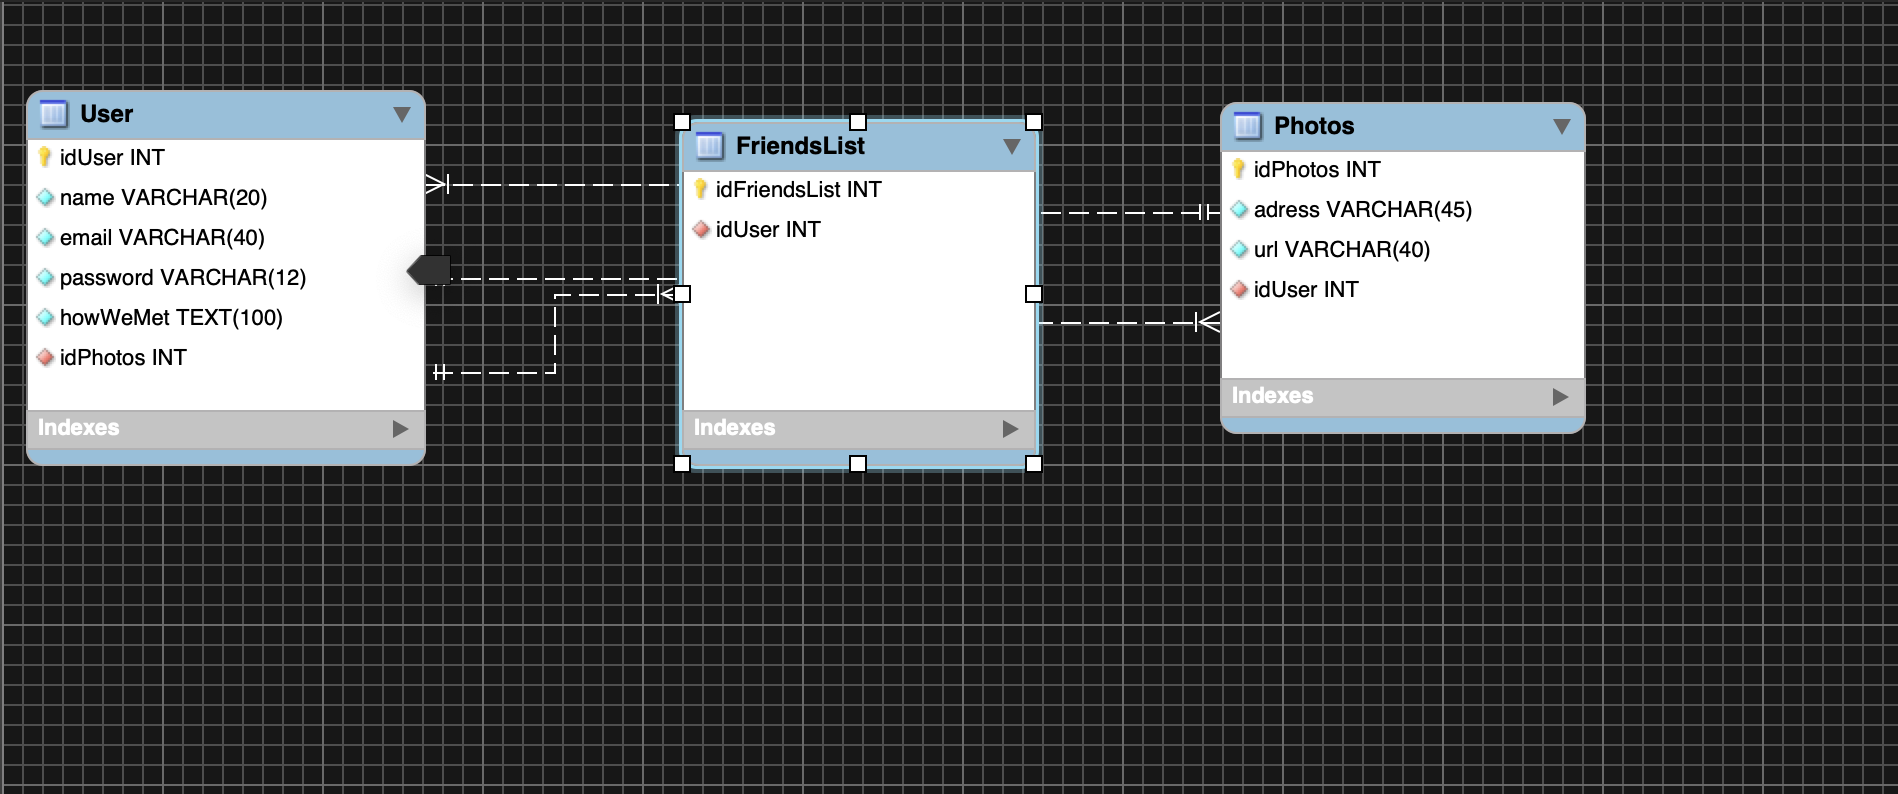 User
idUser INT
name VARCHAR(20)
email VARCHAR(40)
password VARCHAR(12)
howWeMet TEXT(100)
idPhotos INT
Indexes
FriendsList
idFriendsList INT
idUser INT
Indexes
Photos
idPhotos INT
adress VARCHAR(45)
url VARCHAR(40)
idUser INT
Indexes